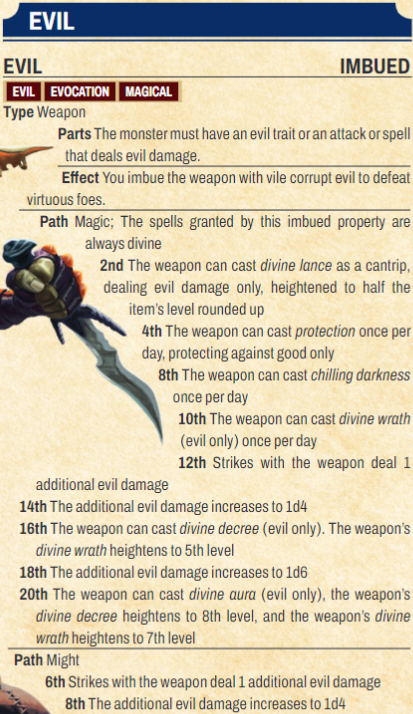 EVIL
EVIL IMBUED
EVIL EVOCATION MAGICAL
Type Weapon
Parts The monster must have an evil trait or an attack or spell
that deals evil damage.
Effect You imbue the weapon with vile corrupt evil to defeat
virtuous foes.
Path Magic; The spells granted by this imbued property are
always divine
2nd The weapon can cast divine lance as a cantrip,
dealing evil damage only, heightened to half the
item's level rounded up
4th The weapon can cast protection once per
day, protecting against good only
8th The weapon can cast chilling darkness
once per day
10th The weapon can cast divine wrath
(evil only) once per day
12th Strikes with the weapon deal 1
additional evil damage
14th The additional evil damage increases to 1d4
16th The weapon can cast divine decree (evil only). The weapon's
divine wrath heightens to 5th level
18th The additional evil damage increases to 1d6
20th The weapon can cast divine aura (evil only), the weapon's
divine decree heightens to 8th level, and the weapon's divine
wrath heightens to 7th level
Path Might
6th Strikes with the weapon deal 1 additional evil damage
8th The additional evil damage increases to 1d4